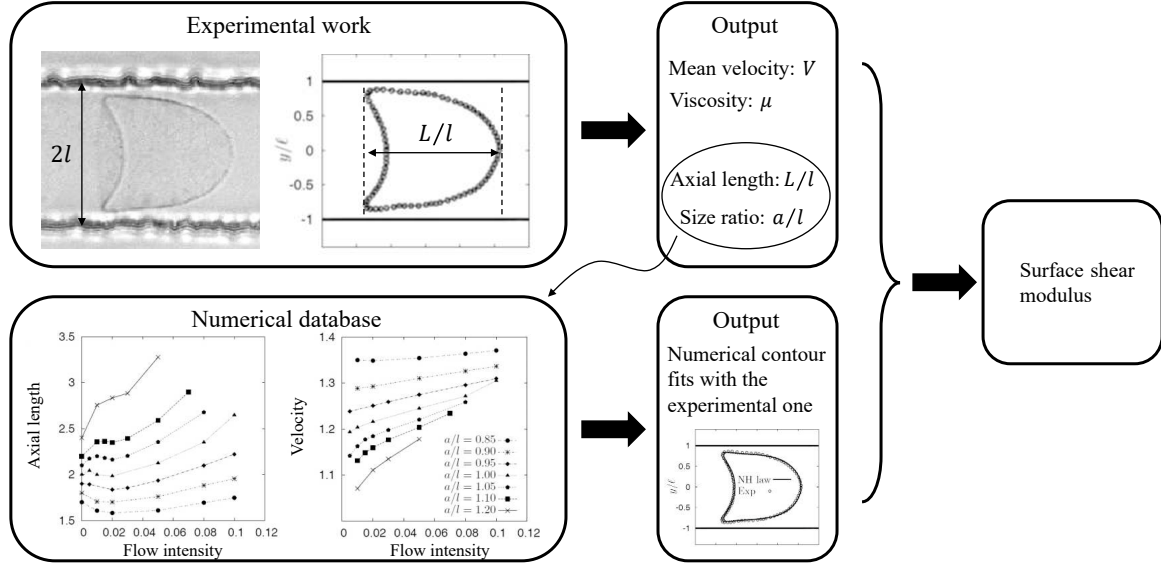 Experimental work
2l
1
0.5
0
-0.5
-1
y/ℓ
L/l
Output
Mean velocity: V
Viscosity: μ
Axial length: L/l
Size ratio: a/l
Surface shear
modulus
Numerical database
3.5
3
2.5
2
1.5
Axial length
0 0.02 0.04 0.06 0.08 0.1 0.12
Flow intensity
1.4
1.3
1.2
1.1
Velocity
a/l = 0.85
a/l = 0.90
a/l = 0.95
a/l = 1.00
a/l = 1.05
a/l = 1.10
a/l = 1.20
0 0.02 0.04 0.06 0.08 0.1 0.12
Flow intensity
Output
Numerical contour
fits with the
experimental one
1
0.5
0
-0.5
-1
y/ℓ
NH law
Exp